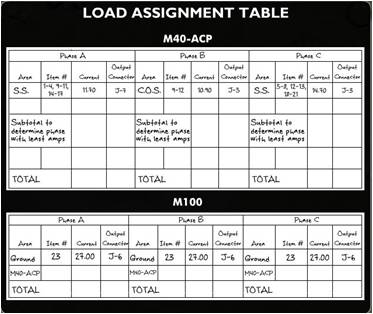 LOAD ASSIGNMENT TABLE
M40-ACP
Phase A Phase B Phase C
Area Item # Current Output Connector Area Item # Current Output Connector Area Item # Current Output Connector
S.S. 1-4, 9-11, 14-17 11.70 J-7 C.O.S. 9-12 10.90 J-3 S.S. 5-8, 12-13, 18-21 14.70 J-3
Subtotal to determine phase with least amps Subtotal to determine phase with least amps Subtotal to determine phase with least amps
TOTAL TOTAL TOTAL
M100
Phase A Phase B Phase C
Area Item # Current Output Connector Area Item # Current Output Connector Area Item # Current Output Connector
Ground 23 27.00 J-6 Ground 23 27.00 J-6 Ground 23 27.00 J-6
M40-ACP M40-ACP M40-ACP
TOTAL TOTAL TOTAL